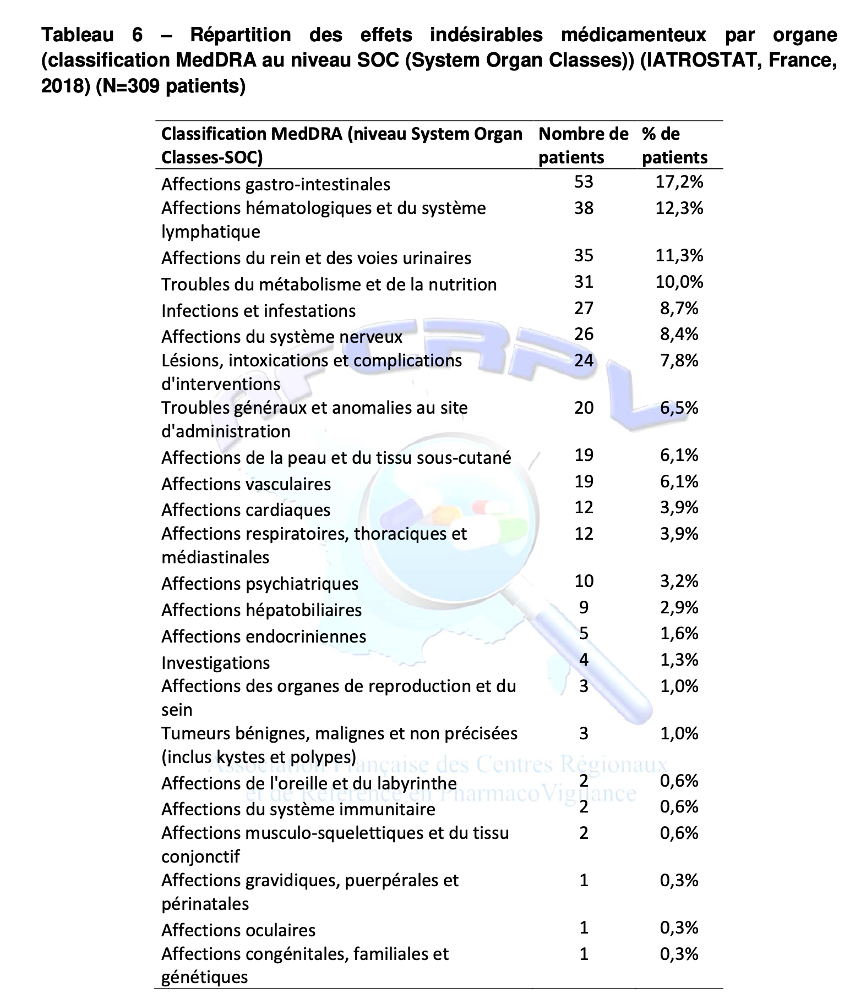 Tableau 6 – Répartition des effets indésirables médicamenteux par organe
(classification MedDRA au niveau SOC (System Organ Classes)) (IATROSTAT, France,
2018) (N=309 patients)
Classification MedDRA (niveau System Organ Nombre de % de
Classes-SOC) patients patients
Affections gastro-intestinales 53 17,2%
Affections hématologiques et du système 38 12,3%
lymphatique
Affections du rein et des voies urinaires 35 11,3%
Troubles du métabolisme et de la nutrition 31 10,0%
Infections et infestations 27 8,7%
AFCRPV
Affections du système nerveux 26 8,4%
Lésions, intoxications et complications 24 7,8%
d'interventions
Troubles généraux et anomalies au site 20 6,5%
d'administration
Affections de la peau et du tissu sous-cutané 19 6,1%
Affections vasculaires 19 6,1%
Affections cardiaques 12 3,9%
Affections respiratoires, thoraciques et 12 3,9%
médiastinales
Affections psychiatriques 10 3,2%
Affections hépatobiliaires 9 2,9%
Affections endocriniennes 5 1,6%
Investigations 4 1,3%
Affections des organes de reproduction et du 3 1,0%
sein
Tumeurs bénignes, malignes et non précisées 3 1,0%
(inclus kystes et polypes)
Association Française des Centres Régionaux
Affections de l'oreille et du labyrinthe 2 0,6%
et de Référence en PharmacoVigilance
Affections du système immunitaire 2 0,6%
Affections musculo-squelettiques et du tissu 2 0,6%
conjonctif
Affections gravidiques, puerpérales et 1 0,3%
périnatales
Affections oculaires 1 0,3%
Affections congénitales, familiales et 1 0,3%
génétiques